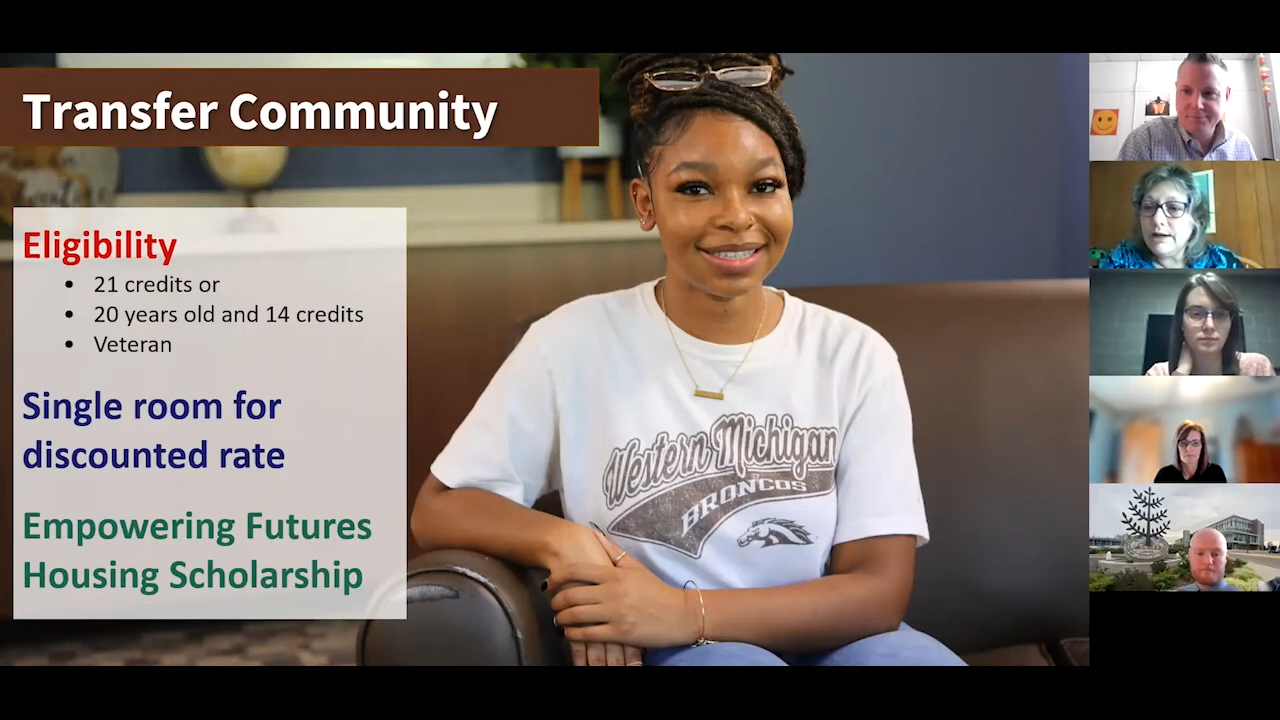 Transfer Community
Eligibility
• 21 credits or
• 20 years old and 14 credits
• Veteran
Single room for
discounted rate
Empowering Futures
Housing Scholarship
Western Michigan
BRONCOS